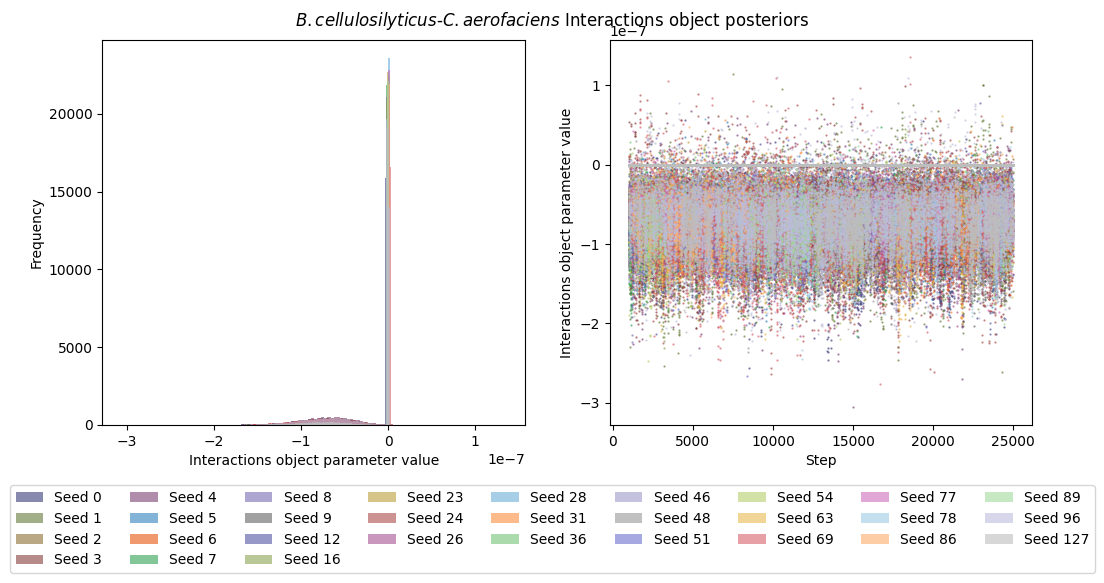 B.cellulosilyticus-C.aerofaciens Interactions object posteriors
Frequency
20000
15000
10000
5000
0
−3
−2
−1
0
1
1e−7
Interactions object parameter value
1e−7
Interactions object parameter value
1
0
−1
−2
−3
0
5000
10000
15000
20000
25000
Step
Seed 0
Seed 1
Seed 2
Seed 3
Seed 4
Seed 5
Seed 6
Seed 7
Seed 8
Seed 9
Seed 12
Seed 16
Seed 23
Seed 24
Seed 26
Seed 28
Seed 31
Seed 36
Seed 46
Seed 48
Seed 51
Seed 54
Seed 63
Seed 69
Seed 77
Seed 78
Seed 86
Seed 89
Seed 96
Seed 127